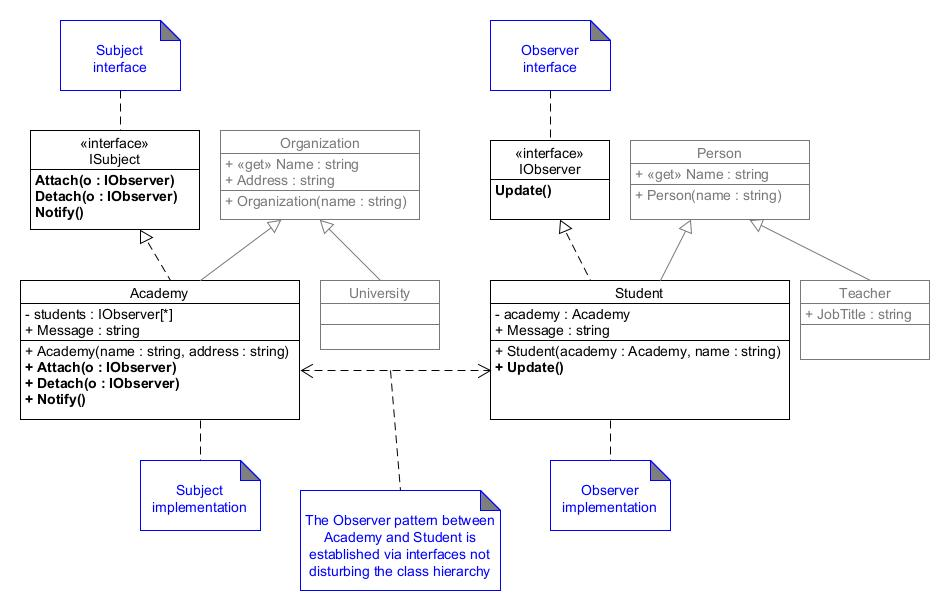 Subject
interface
Observer
interface
«interface»
ISubject
Attach(o : IObserver)
Detach(o : IObserver)
Notify()
Organization
+ «get» Name : string
+ Address : string
+ Organization(name : string)
«interface»
IObserver
Update()
Person
+ «get» Name : string
+ Person(name : string)
Academy
- students : IObserver[*]
+ Message : string
+ Academy(name : string, address : string)
+ Attach(o : IObserver)
+ Detach(o : IObserver)
+ Notify()
University
Student
- academy : Academy
+ Message : string
+ Student(academy : Academy, name : string)
+ Update()
Teacher
+ JobTitle : string
Subject
implementation
The Observer pattern between
Academy and Student is
established via interfaces not
disturbing the class hierarchy
Observer
implementation